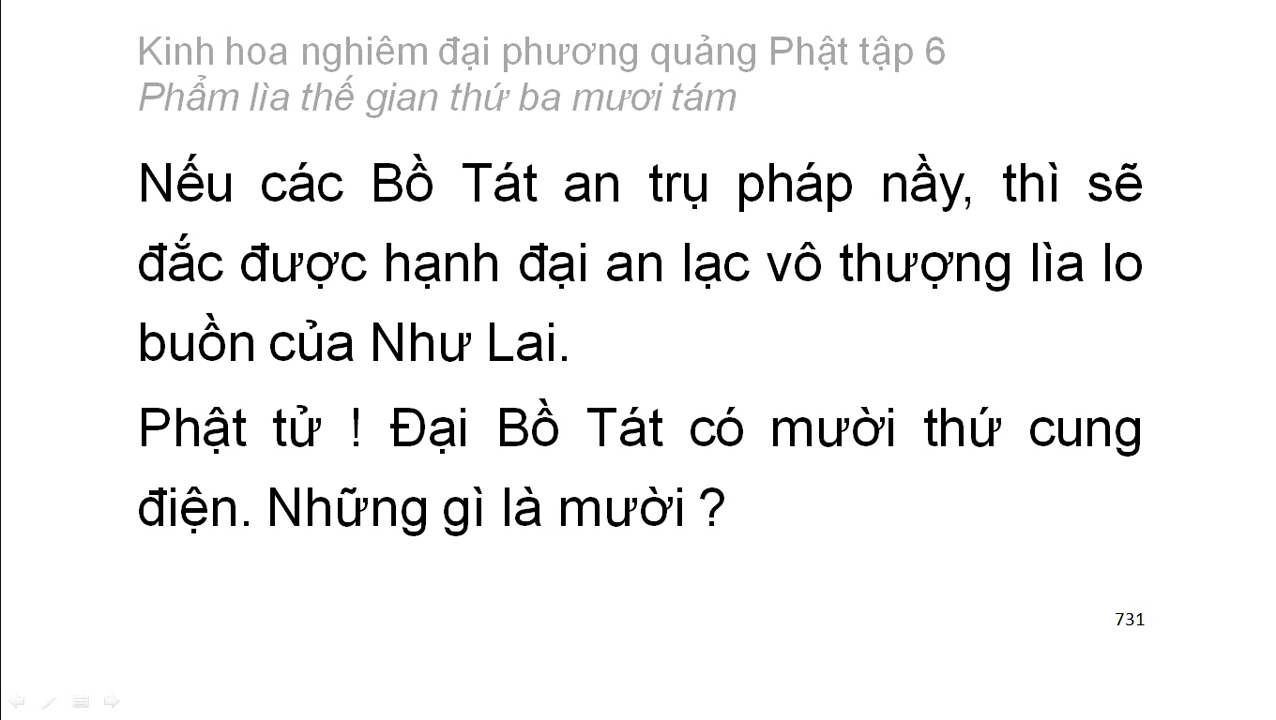 Kinh hoa nghiêm đại phương quảng Phật tập 6
Phẩm lìa thế gian thứ ba mươi tám
Nếu các Bồ Tát an trụ pháp nầy, thì sẽ
đắc được hạnh đại an lạc vô thượng lìa lo
buồn của Như Lai.
Phật tử ! Đại Bồ Tát có mười thứ cung
điện. Những gì là mười ?
731